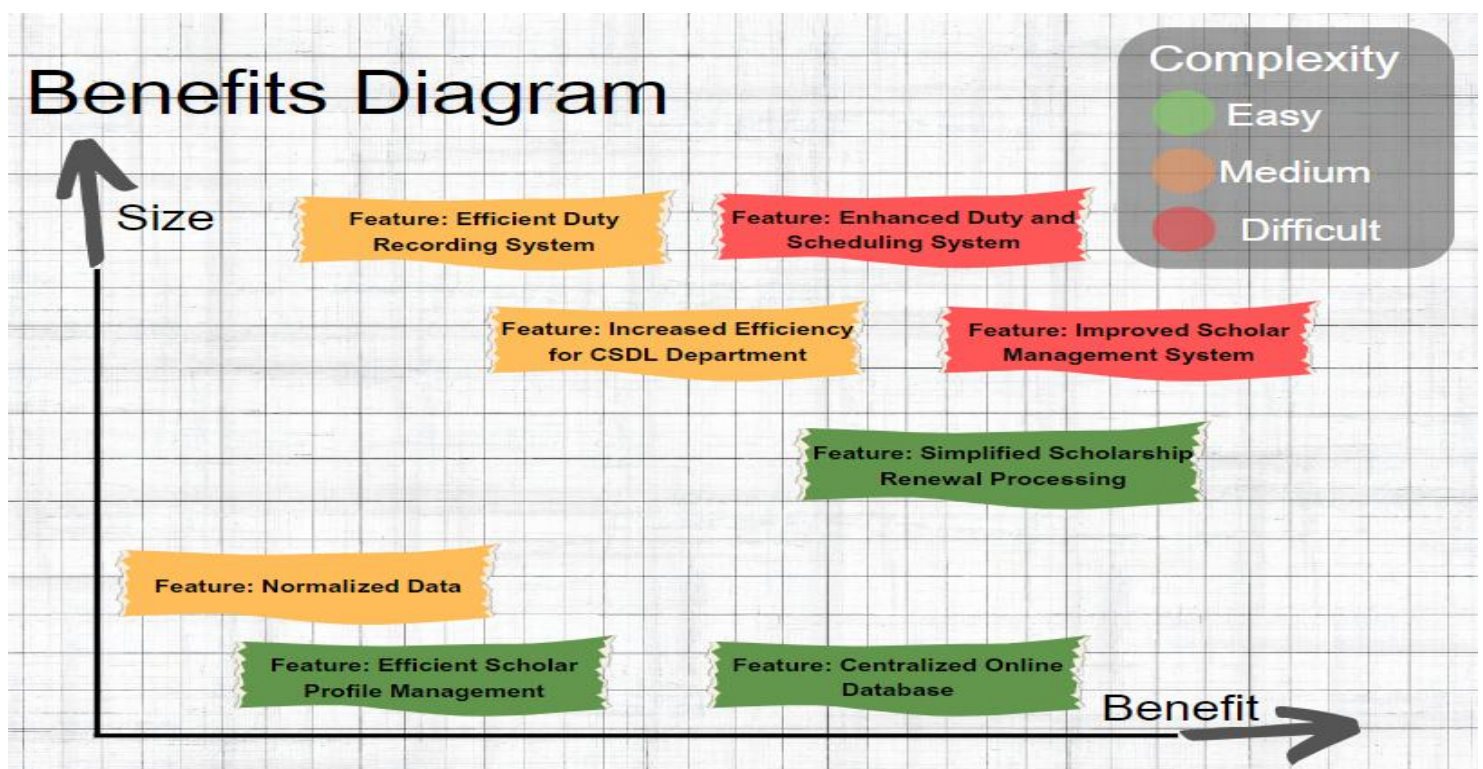 Benefits Diagram
Complexity
Easy
Medium
Difficult
Size
Feature: Efficient Duty
Recording System
Feature: Enhanced Duty and
Scheduling System
Feature: Increased Efficiency
for CSDL Department
Feature: Improved Scholar
Management System
Feature: Simplified Scholarship
Renewal Processing
Feature: Normalized Data
Feature: Efficient Scholar
Profile Management
Feature: Centralized Online
Database
Benefit